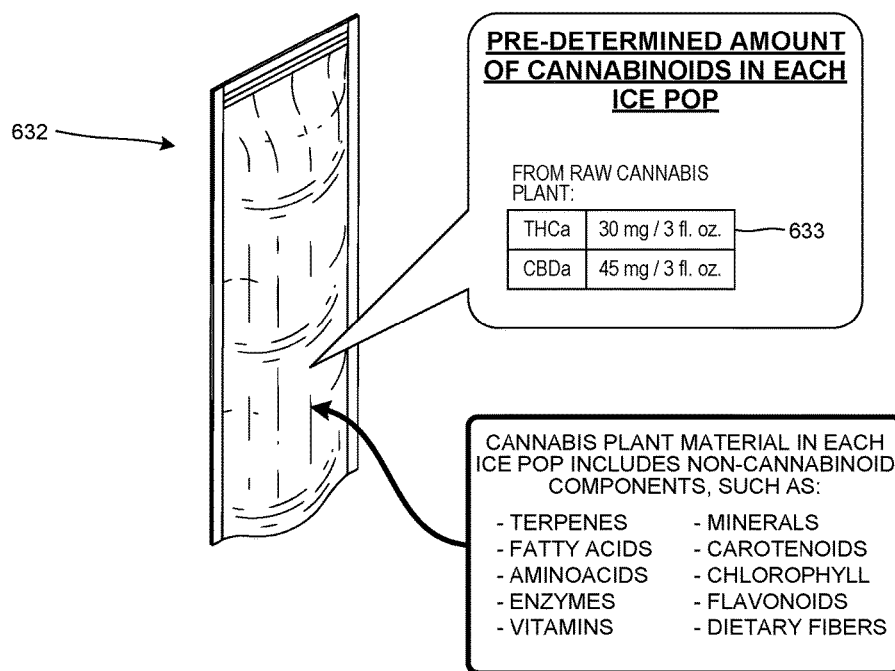 632
PRE-DETERMINED AMOUNT
OF CANNABINOIDS IN EACH
ICE POP
FROM RAW CANNABIS
PLANT:
THCa 30 mg / 3 fl. oz.
633
CBDa 45 mg / 3 fl. oz.
CANNABIS PLANT MATERIAL IN EACH
ICE POP INCLUDES NON-CANNABINOID
COMPONENTS, SUCH AS:
- TERPENES
- FATTY ACIDS
- AMINOACIDS
- ENZYMES
- VITAMINS
- MINERALS
- CAROTENOIDS
- CHLOROPHYLL
- FLAVONOIDS
- DIETARY FIBERS